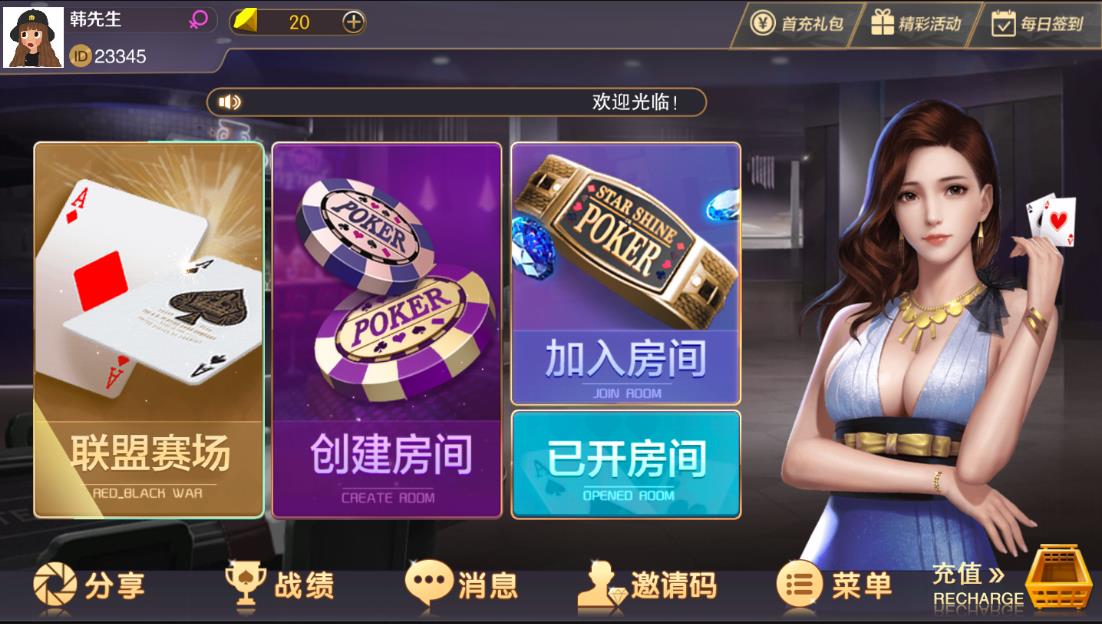 韩先生
20
ID 23345
首充礼包
精彩活动
每日签到
欢迎光临!
A
A
A
A
联盟赛场
RED_BLACK WAR
POKER
POKER
创建房间
CREATE ROOM
STAR SHINE
POKER
加入房间
JOIN ROOM
已开房间
OPENED ROOM
分享
战绩
消息
邀请码
菜单
充值 »
RECHARGE